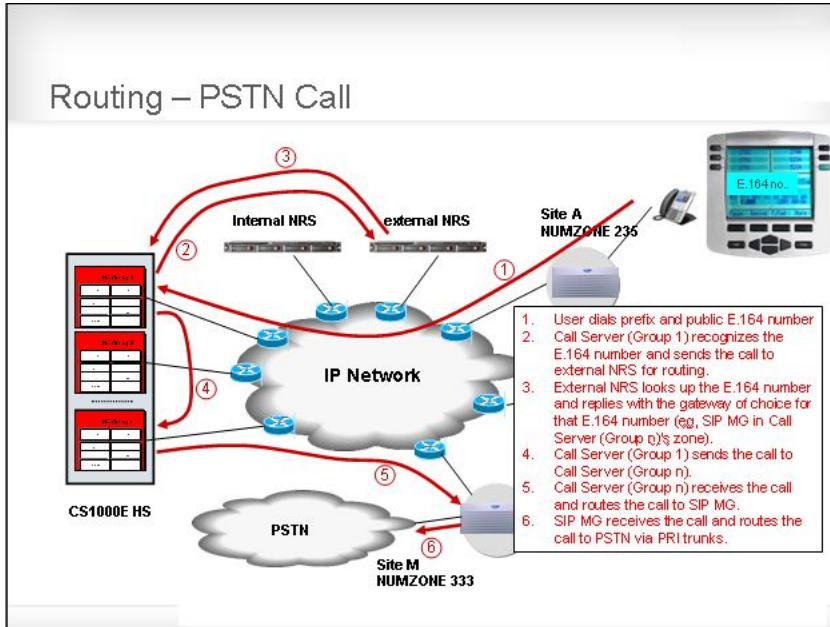 Routing – PSTN Call
3
Internal NRS
external NRS
Site A
NUMZONE 235
E.164 no..
2
1
IP Network
4
5
CS1000E HS
PSTN
6
Site M
NUMZONE 333
1. User dials prefix and public E.164 number
2. Call Server (Group 1) recognizes the
E.164 number and sends the call to
external NRS for routing.
3. External NRS looks up the E.164 number
and replies with the gateway of choice for
that E.164 number (eg, SIP MG in Call
Server (Group n)'s zone).
4. Call Server (Group 1) sends the call to
Call Server (Group n).
5. Call Server (Group n) receives the call
and routes the call to SIP MG.
6. SIP MG receives the call and routes the
call to PSTN via PRI trunks.